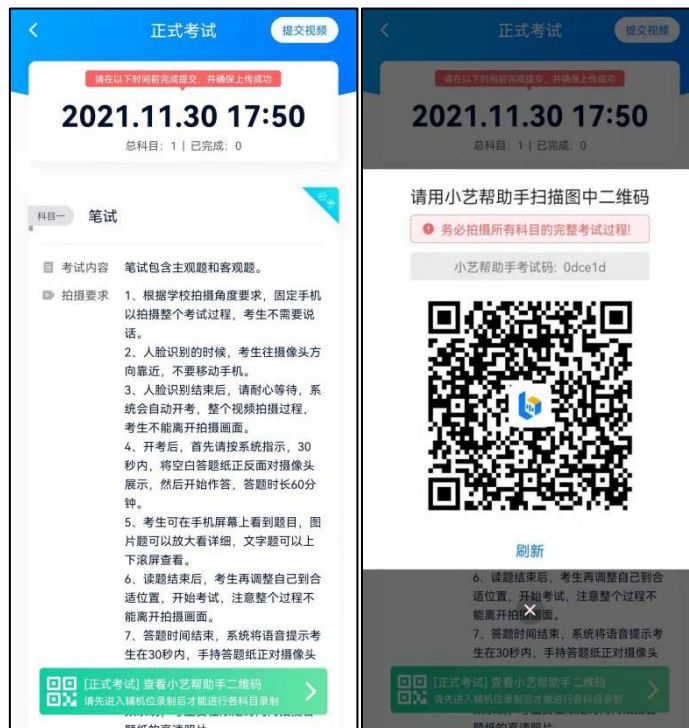 正式考试
提交视频
请在以下时间前完成提交，并确保上传成功
2021.11.30 17:50
总科目：1 | 已完成：0
必考
科目一
笔试
考试内容
笔试包含主观题和客观题。
拍摄要求
1、根据学校拍摄角度要求，固定手机
以拍摄整个考试过程，考生不需要说
话。
2、人脸识别的时候，考生往摄像头方
向靠近，不要移动手机。
3、人脸识别结束后，请耐心等待，系
统会自动开考，整个视频拍摄过程，
考生不能离开拍摄画面。
4、开考后，首先请按系统指示，30
秒内，将空白答题纸正反面对摄像头
展示，然后开始作答，答题时长60分
钟。
5、考生可在手机屏幕上看到题目，图
片题可以放大看详细，文字题可以上
下滚屏查看。
6、读题结束后，考生再调整自己到合
适位置，开始考试，注意整个过程不
能离开拍摄画面。
7、答题时间结束，系统将语音提示考
生在30秒内，手持答题纸正对摄像头
[正式考试] 查看小艺帮助手二维码
请先进入辅机位录制后才能进行各科目录制
正式考试
提交视频
请在以下时间前完成提交，并确保上传成功
2021.11.30 17:50
总科目：1 | 已完成：0
请用小艺帮助手扫描图中二维码
务必拍摄所有科目的完整考试过程!
小艺帮助手考试码: 0dce1d
刷新
6、读题结束后，考生再调整自己到合
适位置，开始考试，注意整个过程不
能离开拍摄画面。
7、答题时间结束，系统将语音提示考
生在30秒内，手持答题纸正对摄像头
[正式考试] 查看小艺帮助手二维码
请先进入辅机位录制后才能进行各科目录制